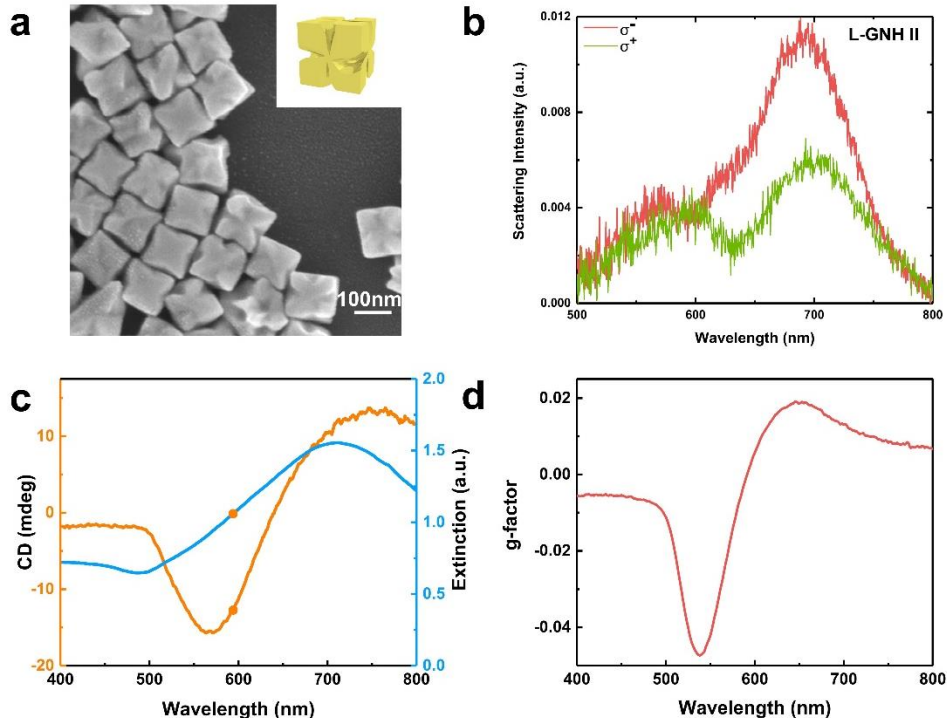 a
100nm
b
σ-
σ+
L-GNH II
Scattering Intensity (a.u.)
0.012
0.008
0.004
0.000
500
600
700
800
Wavelength (nm)
c
CD (mdeg)
10
0
-10
-20
2.0
1.5
1.0
0.5
0.0
Extinction (a.u.)
400
500
600
700
800
Wavelength (nm)
d
g-factor
0.02
0.00
-0.02
-0.04
400
500
600
700
800
Wavelength (nm)